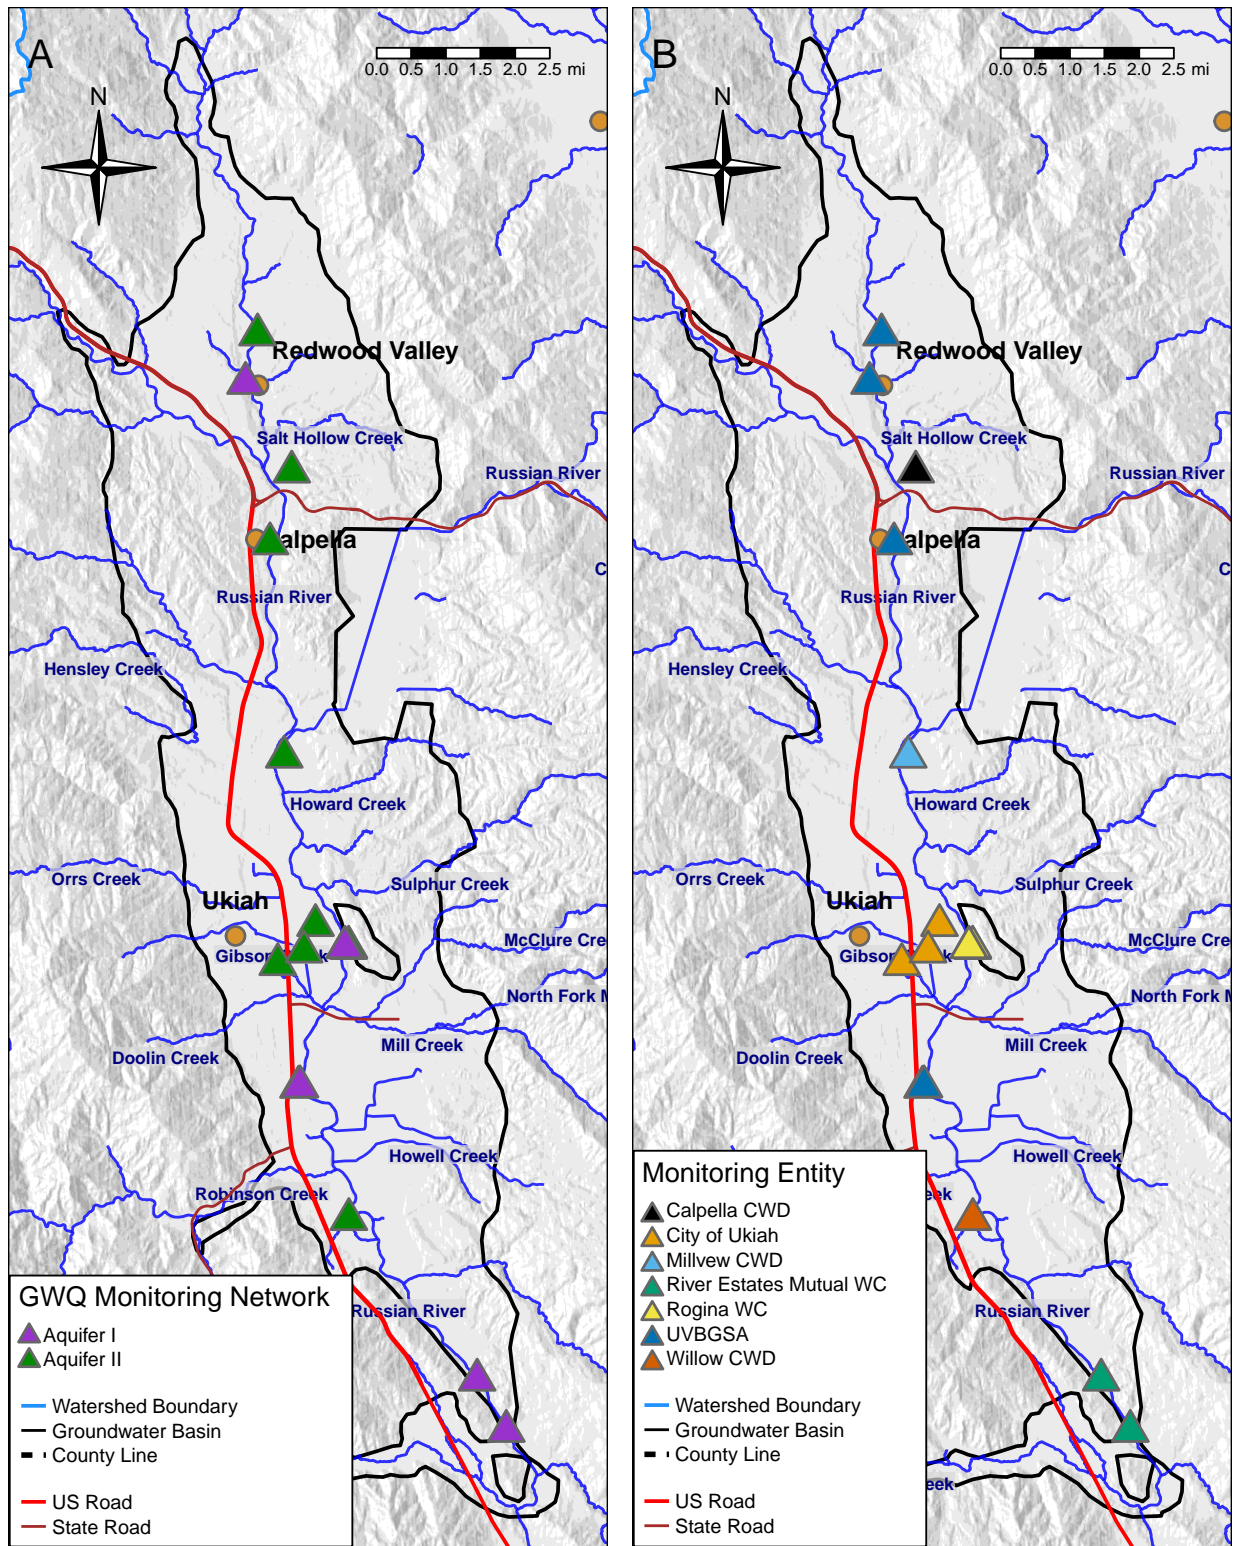 A
0.0 0.5 1.0 1.5 2.0 2.5 mi
N
Redwood Valley
Salt Hollow Creek
Russian River
alpella
C
Russian River
Hensley Creek
Howard Creek
Orrs Creek
Sulphur Creek
Ukiah
McClure Cre
Gibson
k
North Fork M
Mill Creek
Doolin Creek
Howell Creek
Robinson Creek
Russian River
GWQ Monitoring Network
Aquifer I
Aquifer II
Watershed Boundary
Groundwater Basin
County Line
US Road
State Road
B
0.0 0.5 1.0 1.5 2.0 2.5 mi
N
Redwood Valley
Salt Hollow Creek
Russian River
alpella
C
Russian River
Hensley Creek
Howard Creek
Orrs Creek
Sulphur Creek
Ukiah
McClure Cre
Gibso
k
North Fork M
Mill Creek
Doolin Creek
Howell Creek
eek
Russian River
eek
Monitoring Entity
Calpella CWD
City of Ukiah
Millvew CWD
River Estates Mutual WC
Rogina WC
UVBGSA
Willow CWD
Watershed Boundary
Groundwater Basin
County Line
US Road
State Road